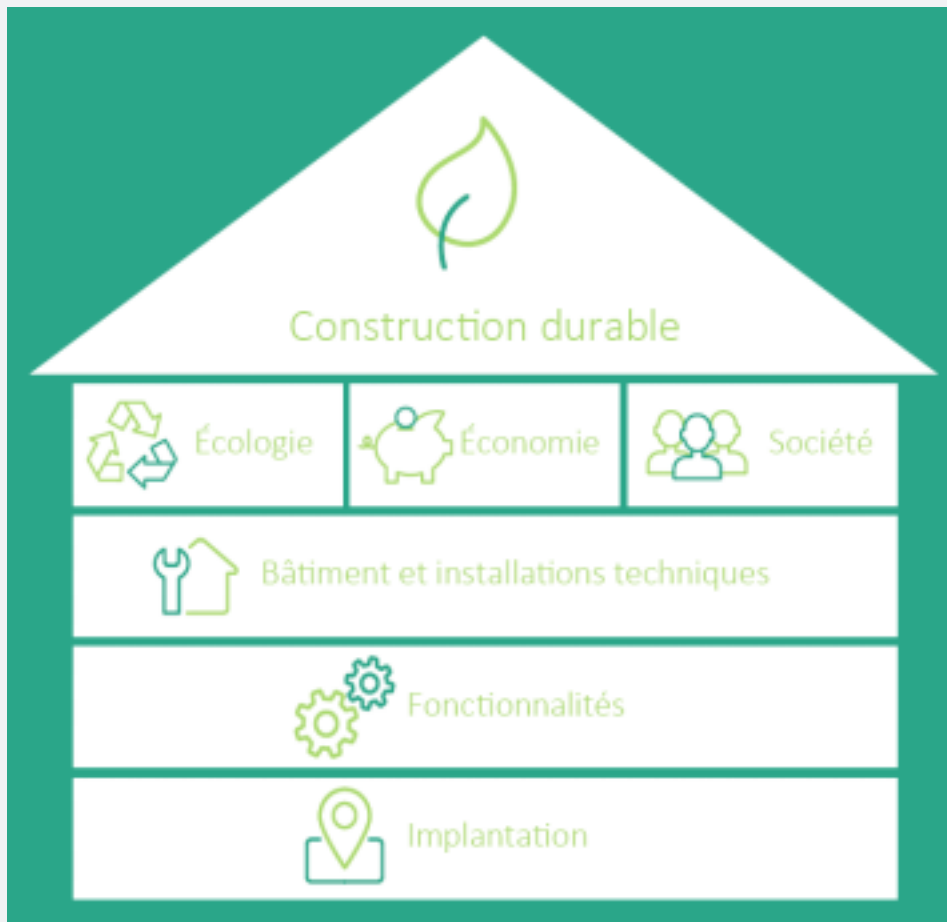 Construction durable
Écologie
Économie
Société
Bâtiment et installations techniques
Fonctionnalités
Implantation